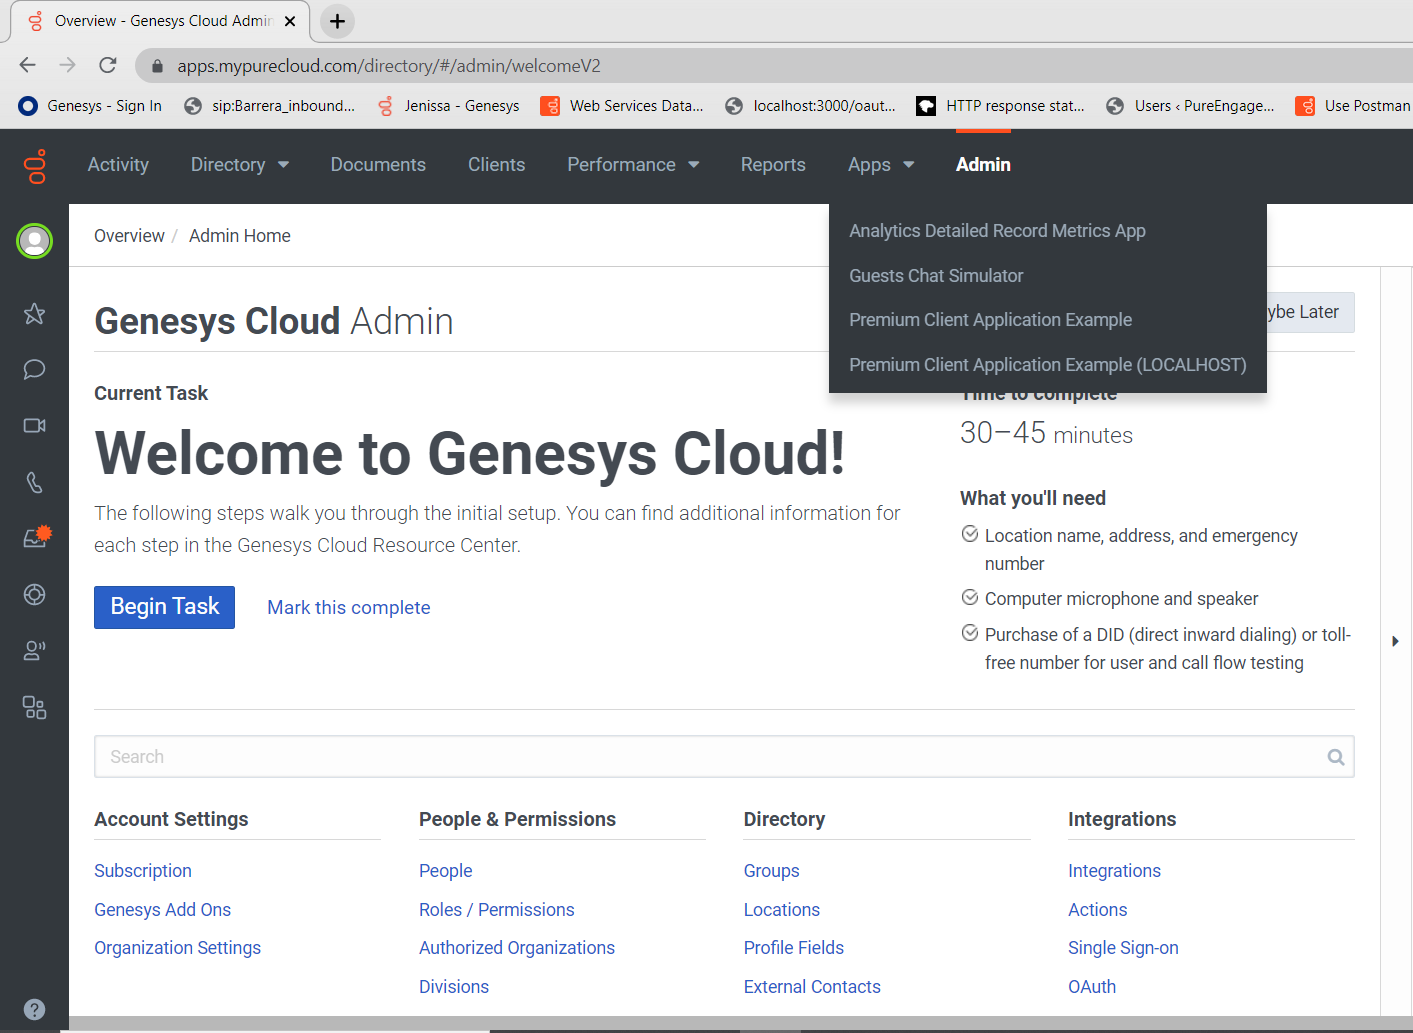 Overview - Genesys Cloud Admin
apps.mypurecloud.com/directory/#/admin/welcomeV2
Genesys - Sign In
sip:Barrera_inbound...
Jenissa - Genesys
Web Services Data...
localhost:3000/oaut...
HTTP response stat...
Users ‹ PureEngage...
Use Postman
Activity
Directory
Documents
Clients
Performance
Reports
Apps
Admin
Analytics Detailed Record Metrics App
Guests Chat Simulator
Premium Client Application Example
Premium Client Application Example (LOCALHOST)
Overview / Admin Home
Genesys Cloud Admin
ybe Later
Current Task
Welcome to Genesys Cloud!
The following steps walk you through the initial setup. You can find additional information for
each step in the Genesys Cloud Resource Center.
Begin Task
Mark this complete
Time to complete
30–45 minutes
What you'll need
Location name, address, and emergency
number
Computer microphone and speaker
Purchase of a DID (direct inward dialing) or toll-
free number for user and call flow testing
Search
Account Settings
Subscription
Genesys Add Ons
Organization Settings
People & Permissions
People
Roles / Permissions
Authorized Organizations
Divisions
Directory
Groups
Locations
Profile Fields
External Contacts
Integrations
Integrations
Actions
Single Sign-on
OAuth